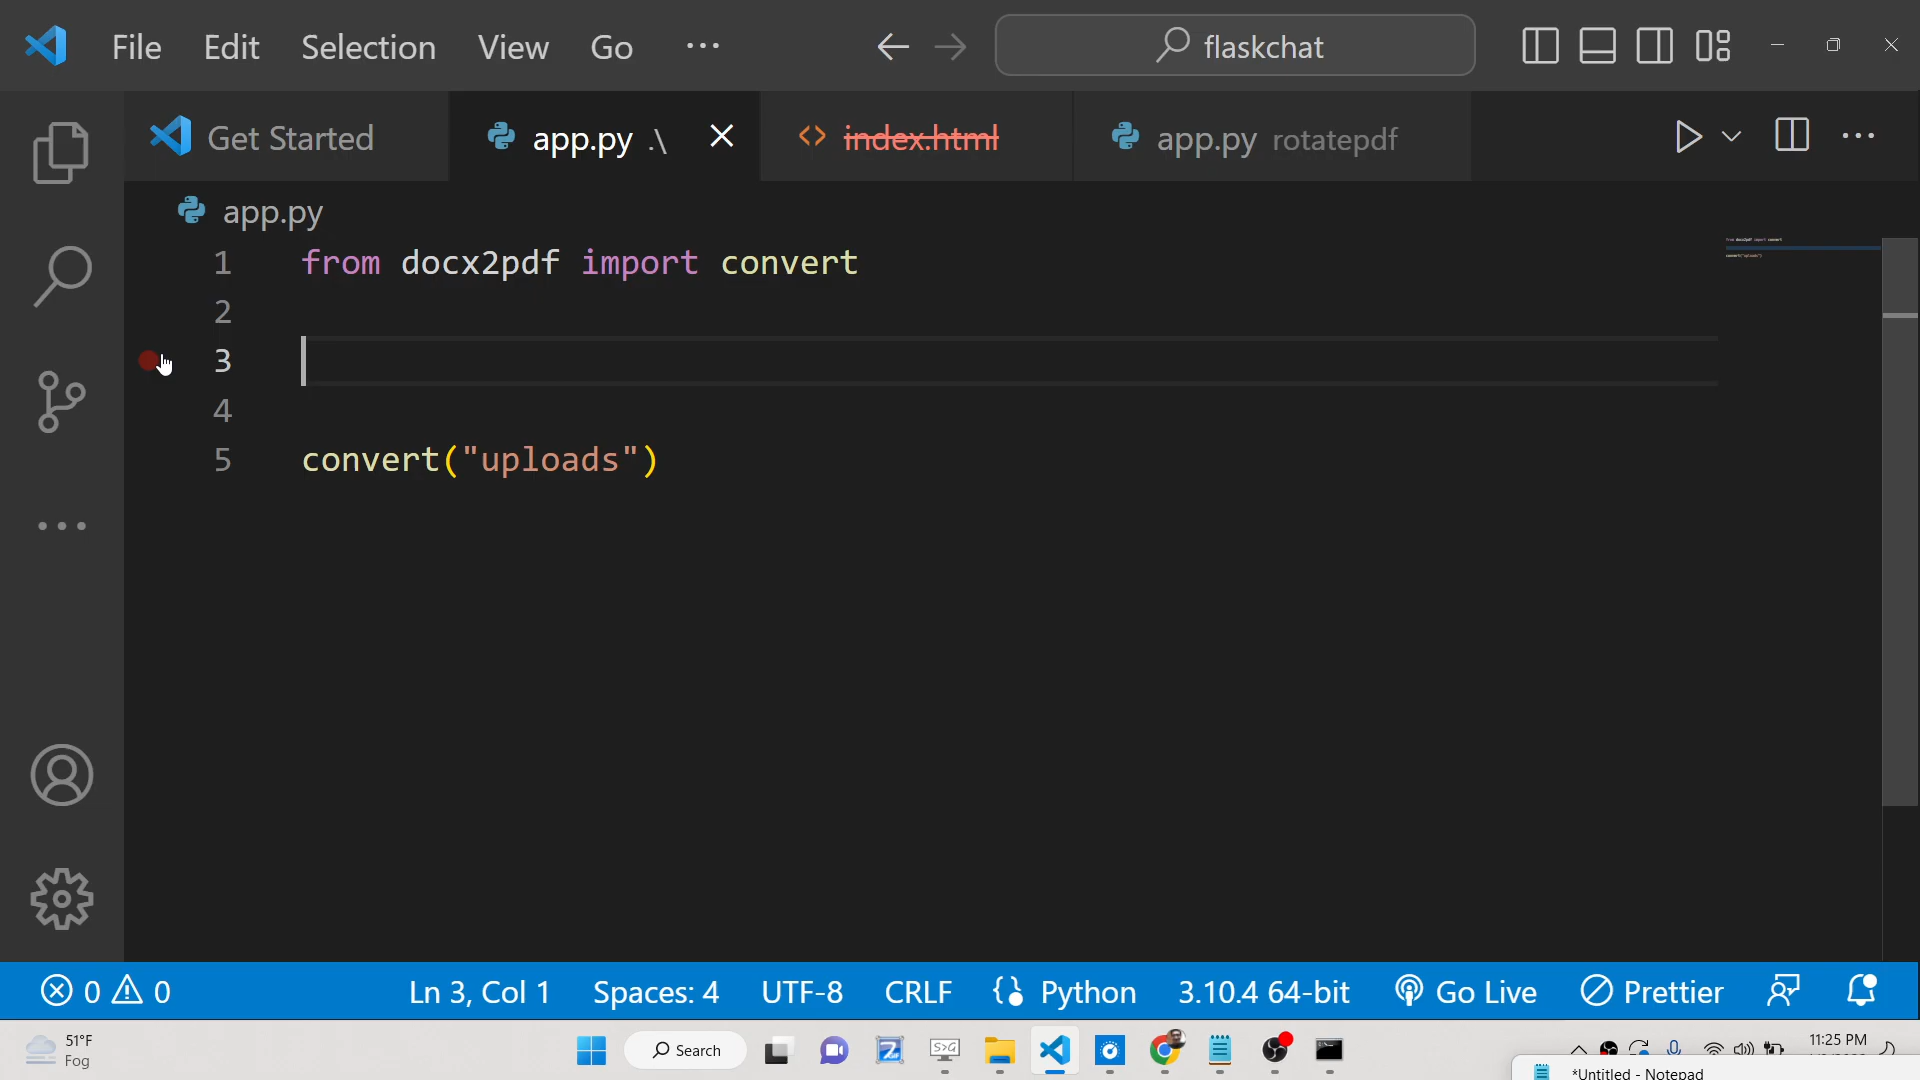 File Edit Selection View Go ··· flaskchat
Get Started app.py .\ index.html app.py rotatepdf
app.py
1 from docx2pdf import convert
2
3
4
5 convert("uploads")
0 0 Ln 3, Col 1 Spaces: 4 UTF-8 CRLF Python 3.10.4 64-bit Go Live Prettier
51°F
Fog
Search
11:25 PM
*Untitled - Notepad